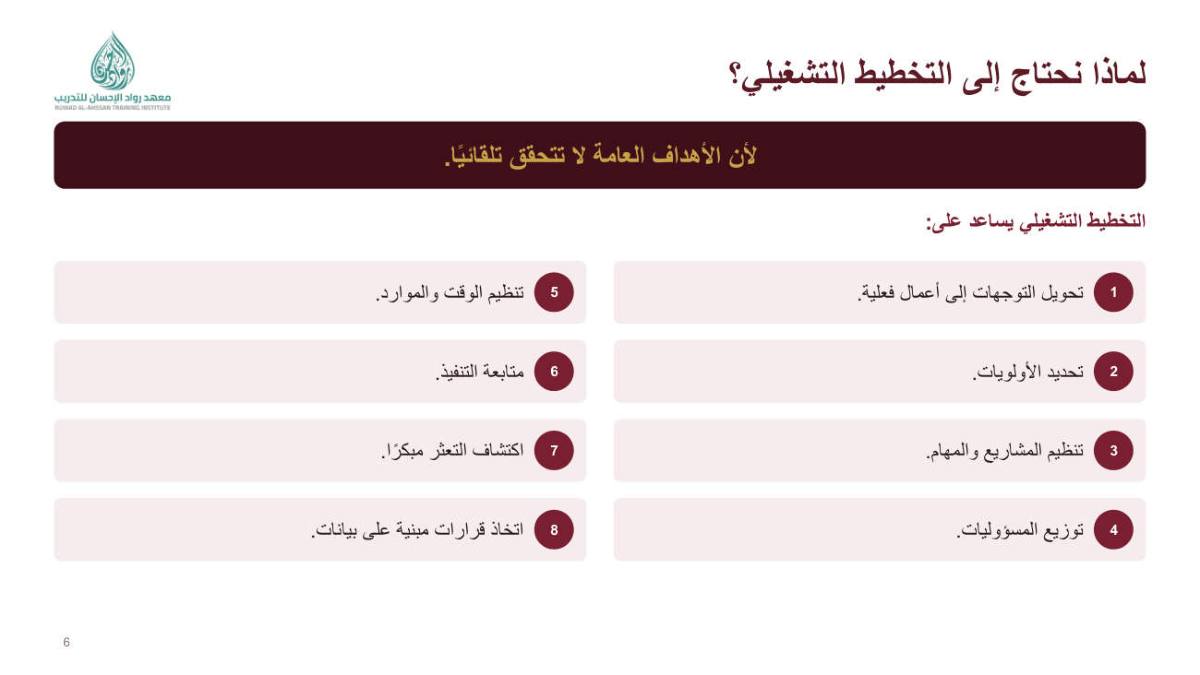 معهد رواد الإحسان للتدريب
RUWAD AL-AHSSAN TRAINING INSTITUTE
لماذا نحتاج إلى التخطيط التشغيلي؟
لأن الأهداف العامة لا تتحقق تلقائيًا.
التخطيط التشغيلي يساعد على:
1 تحويل التوجهات إلى أعمال فعلية.
2 تحديد الأولويات.
3 تنظيم المشاريع والمهام.
4 توزيع المسؤوليات.
5 تنظيم الوقت والموارد.
6 متابعة التنفيذ.
7 اكتشاف التعثر مبكرًا.
8 اتخاذ قرارات مبنية على بيانات.
6